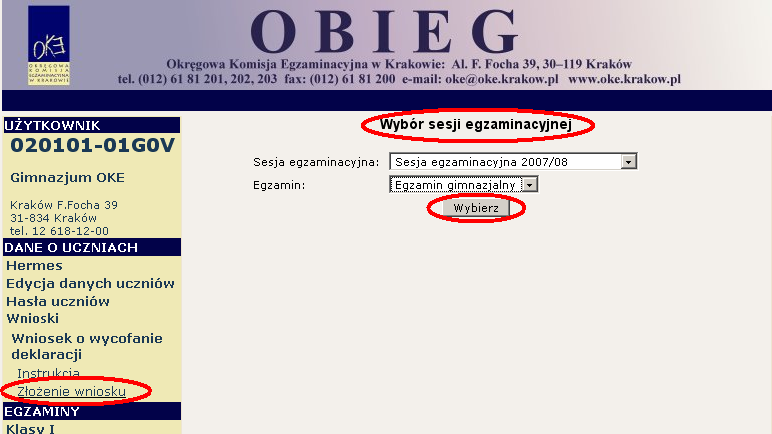 OKE
OKRĘGOWA
KOMISJA
EGZAMINACYJNA
W KRAKOWIE
OBIEG
Okręgowa Komisja Egzaminacyjna w Krakowie: Al. F. Focha 39, 30–119 Kraków
tel. (012) 61 81 201, 202, 203 fax: (012) 61 81 200 e-mail: oke@oke.krakow.pl www.oke.krakow.pl
UŻYTKOWNIK
020101-01G0V
Gimnazjum OKE
Kraków F.Focha 39
31-834 Kraków
tel. 12 618-12-00
DANE O UCZNIACH
Hermes
Edycja danych uczniów
Hasła uczniów
Wnioski
Wniosek o wycofanie
deklaracji
Instrukcja
Złożenie wniosku
EGZAMINY
Klasy I
Wybór sesji egzaminacyjnej
Sesja egzaminacyjna: Sesja egzaminacyjna 2007/08
Egzamin: Egzamin gimnazjalny
Wybierz